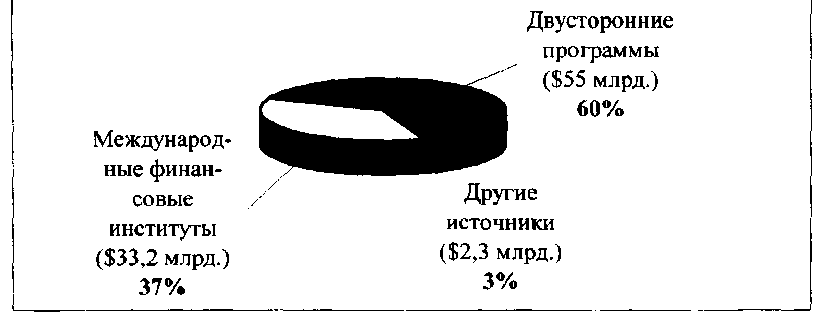 Двусторонние
программы
($55 млрд.)
60%
Международ-
ные финан-
совые
институты
($33,2 млрд.)
37%
Другие
источники
($2,3 млрд.)
3%